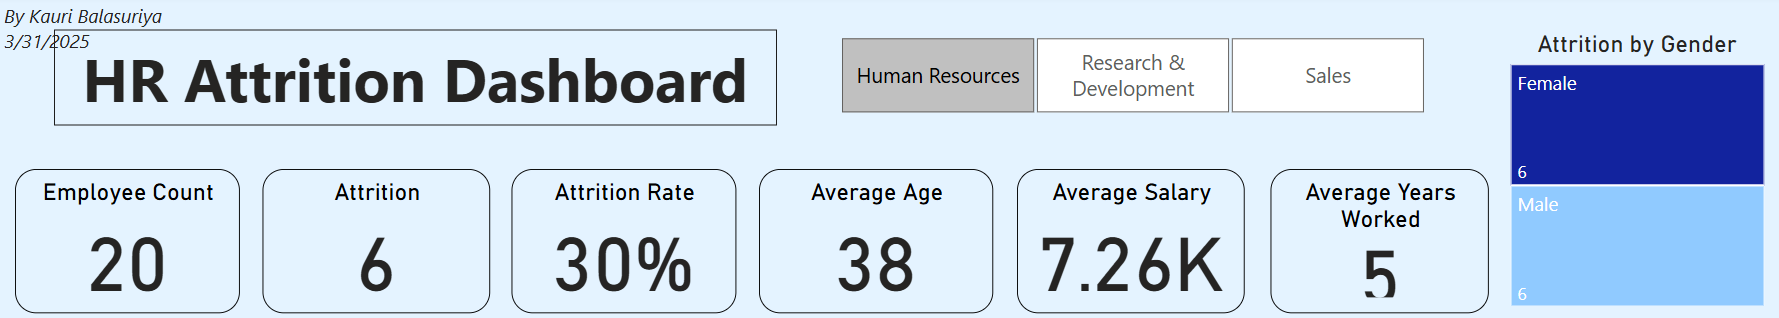 By Kauri Balasuriya
3/31/2025
HR Attrition Dashboard
Human Resources
Research &
Development
Sales
Attrition by Gender
Female
6
Male
6
Employee Count
20
Attrition
6
Attrition Rate
30%
Average Age
38
Average Salary
7.26K
Average Years
Worked
5